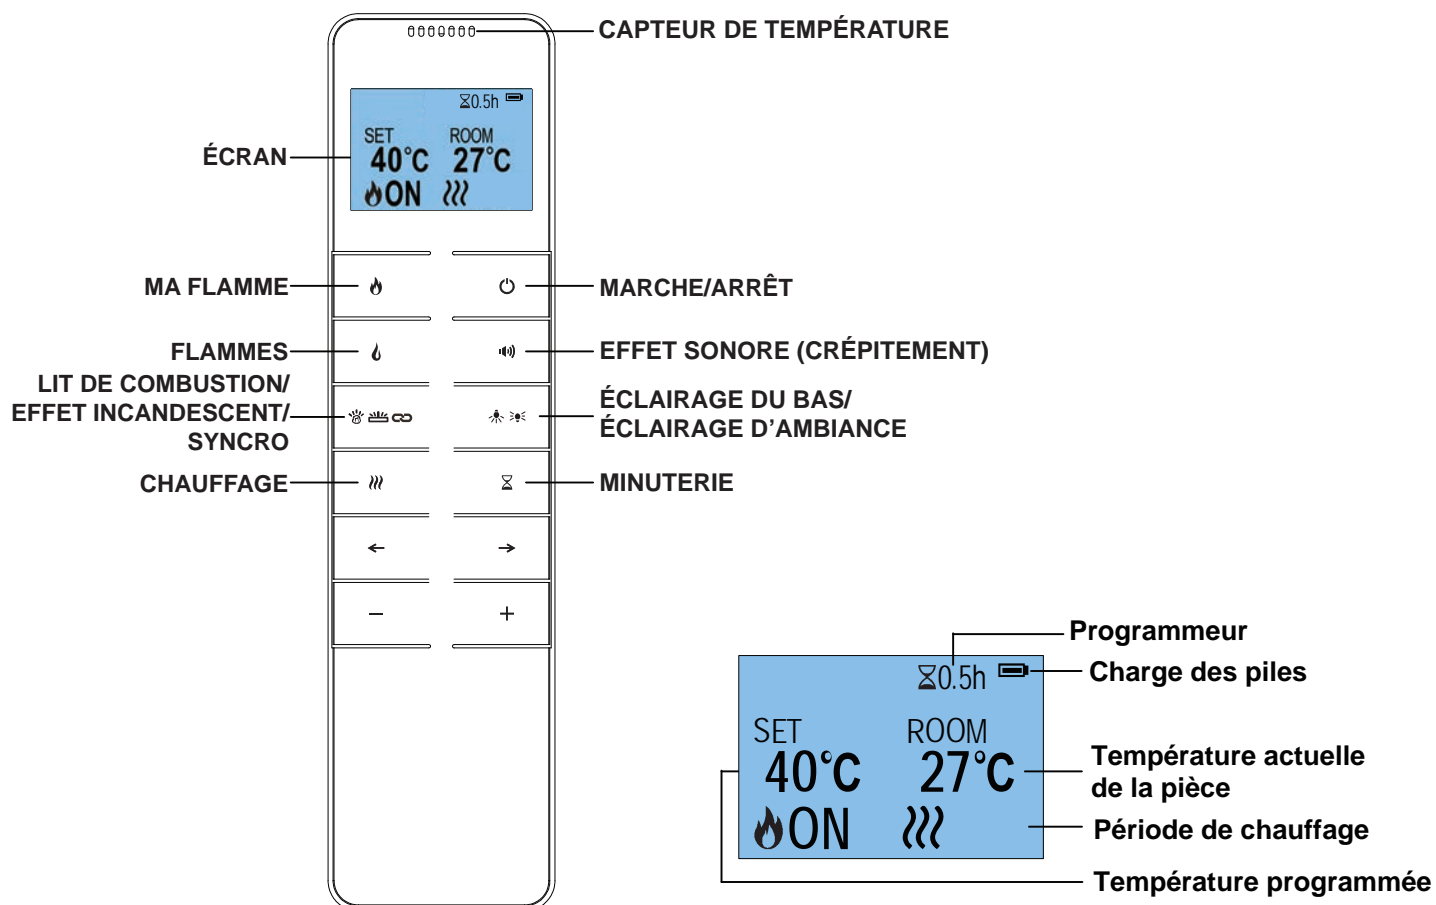 CAPTEUR DE TEMPÉRATURE
0.5h
SET ROOM
40°C 27°C
ON
ÉCRAN
MA FLAMME
MARCHE/ARRÊT
FLAMMES
EFFET SONORE (CRÉPITEMENT)
LIT DE COMBUSTION/
EFFET INCANDESCENT/
SYNCRO
ÉCLAIRAGE DU BAS/
ÉCLAIRAGE D’AMBIANCE
CHAUFFAGE
MINUTERIE
Programmeur
Charge des piles
0.5h
SET ROOM
40°C 27°C
ON
Température actuelle
de la pièce
Période de chauffage
Température programmée